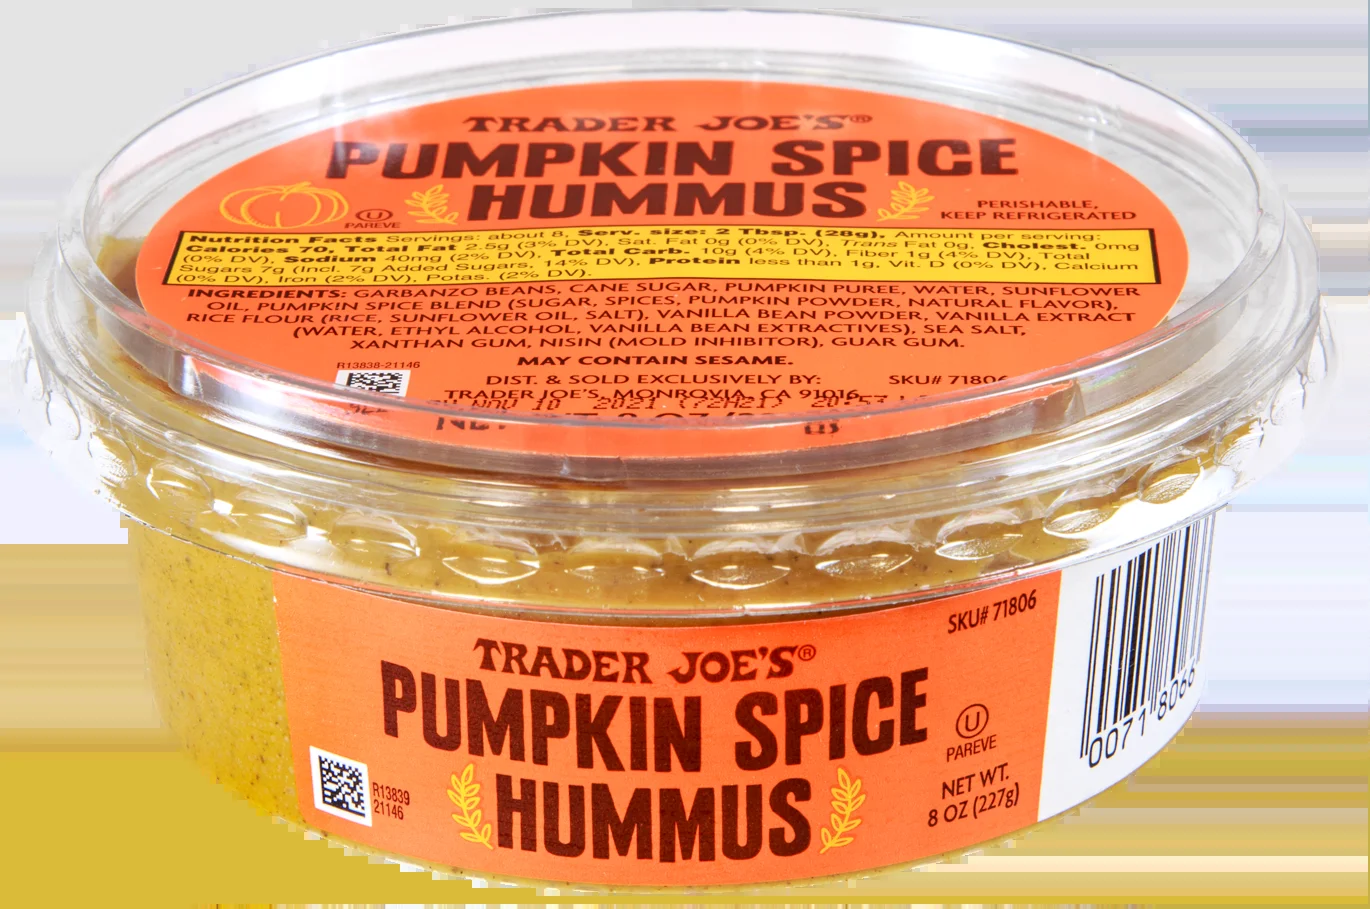 TRADER JOE'S®
PUMPKIN SPICE
HUMMUS
U
PAREVE
PERISHABLE,
KEEP REFRIGERATED
Nutrition Facts Servings: about 8, Serv. size: 2 Tbsp. (28g), Amount per serving:
Calories 70, Total Fat 2.5g (3% DV), Sat. Fat 0g (0% DV), Trans Fat 0g, Cholest. 0mg
(0% DV), Sodium 40mg (2% DV), Total Carb. 10g (4% DV), Fiber 1g (4% DV), Total
Sugars 7g (Incl. 7g Added Sugars, 14% DV), Protein less than 1g, Vit. D (0% DV), Calcium
(0% DV), Iron (2% DV), Potas. (2% DV).
INGREDIENTS: GARBANZO BEANS, CANE SUGAR, PUMPKIN PUREE, WATER, SUNFLOWER
OIL, PUMPKIN SPICE BLEND (SUGAR, SPICES, PUMPKIN POWDER, NATURAL FLAVOR),
RICE FLOUR (RICE, SUNFLOWER OIL, SALT), VANILLA BEAN POWDER, VANILLA EXTRACT
(WATER, ETHYL ALCOHOL, VANILLA BEAN EXTRACTIVES), SEA SALT,
XANTHAN GUM, NISIN (MOLD INHIBITOR), GUAR GUM.
MAY CONTAIN SESAME.
R13838-21146
DIST. & SOLD EXCLUSIVELY BY:
SKU# 71806
TRADER JOE'S, MONROVIA, CA 91016
NOV 10 2021
TRADER JOE'S®
PUMPKIN SPICE
HUMMUS
SKU# 71806
U
PAREVE
NET WT.
8 OZ (227g)
R13839
21146
0071 8066